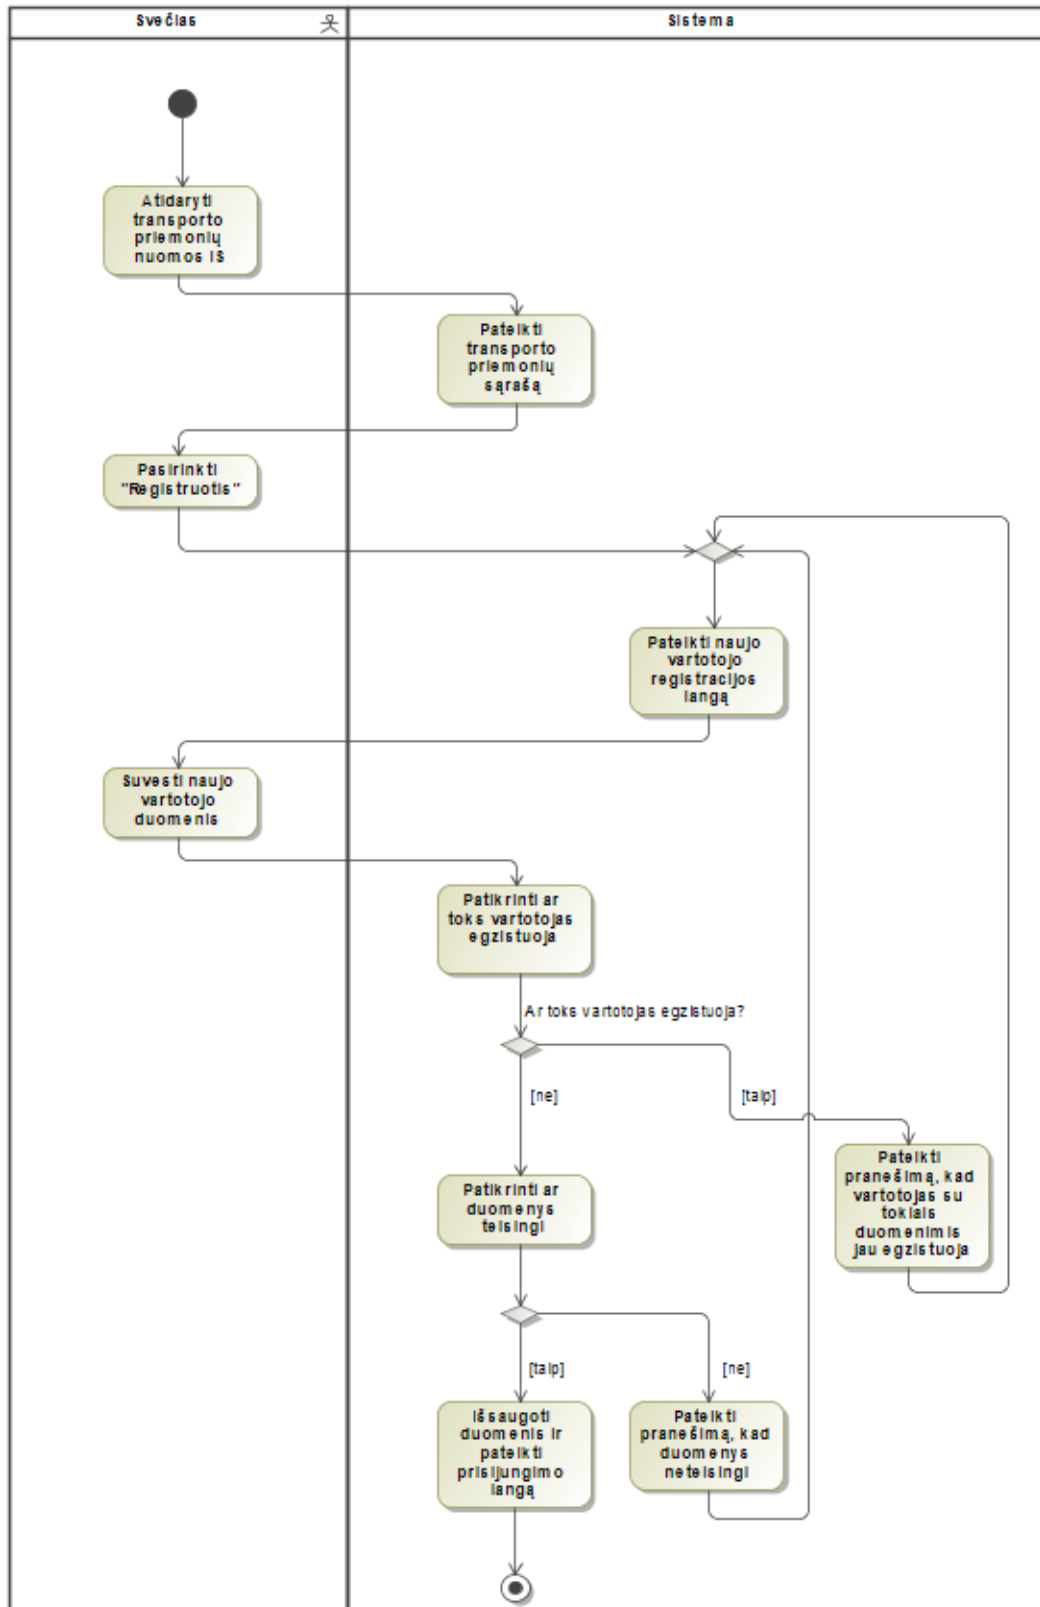 Svečias
Sistema
Atidaryti
transporto
priemonių
nuomos IS
Pateikti
transporto
priemonių
sąrašą
Pasirinkti
"Registruotis"
Pateikti naujo
vartotojo
registracijos
langą
Suvesti naujo
vartotojo
duomenis
Patikrinti ar
toks vartotojas
egzistuoja
Ar toks vartotojas egzistuoja?
[ne]
[taip]
Pateikti
pranešimą, kad
vartotojas su
tokiais
duomenimis
jau egzistuoja
Patikrinti ar
duomenys
teisingi
[taip]
[ne]
Išsaugoti
duomenis ir
pateikti
prisijungimo
langą
Pateikti
pranešimą, kad
duomenys
neteisingi